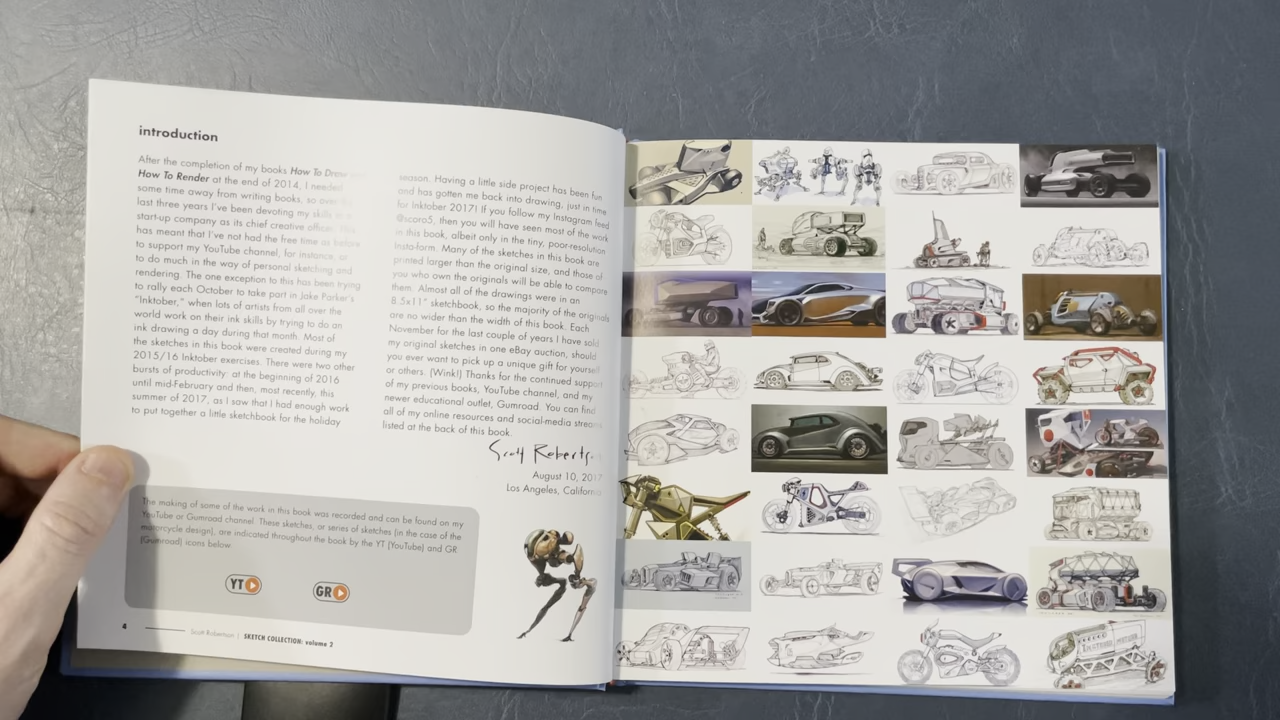 introduction
After the completion of my books How To Draw
How To Render at the end of 2014, I needed
some time away from writing books, so over
last three years I've been devoting my skills
start-up company as its chief creative officer.
has meant that I've not had the free time as before
to support my YouTube channel, for instance, or
to do much in the way of personal sketching and
rendering. The one exception to this has been trying
to rally each October to take part in Jake Parker's
"Inktober," when lots of artists from all over the
world work on their ink skills by trying to do an
ink drawing a day during that month. Most of
the sketches in this book were created during my
2015/16 Inktober exercises. There were two other
bursts of productivity: at the beginning of 2016
until mid-February and then, most recently, this
summer of 2017, as I saw that I had enough work
to put together a little sketchbook for the holiday
season. Having a little side project has been fun
and has gotten me back into drawing, just in time
for Inktober 2017! If you follow my Instagram feed
@scoro5, then you will have seen most of the work
in this book, albeit only in the tiny, poor-resolution
Insta-form. Many of the sketches in this book are
printed larger than the original size, and those of
you who own the originals will be able to compare
them. Almost all of the drawings were in an
8.5x11" sketchbook, so the majority of the originals
are no wider than the width of this book. Each
November for the last couple of years I have sold
my original sketches in one eBay auction, should
you ever want to pick up a unique gift for yourself
or others. (Wink!) Thanks for the continued support
of my previous books, YouTube channel, and my
newer educational outlet, Gumroad. You can find
all of my online resources and social-media streams
listed at the back of this book.
Scott Robertson
August 10, 2017
Los Angeles, California
The making of some of the work in this book was recorded and can be found on my
YouTube or Gumroad channel. These sketches, or series of sketches (in the case of the
motorcycle design), are indicated throughout the book by the YT (YouTube) and GR
(Gumroad) icons below.
YT GR
4 Scott Robertson | SKETCH COLLECTION: volume 2